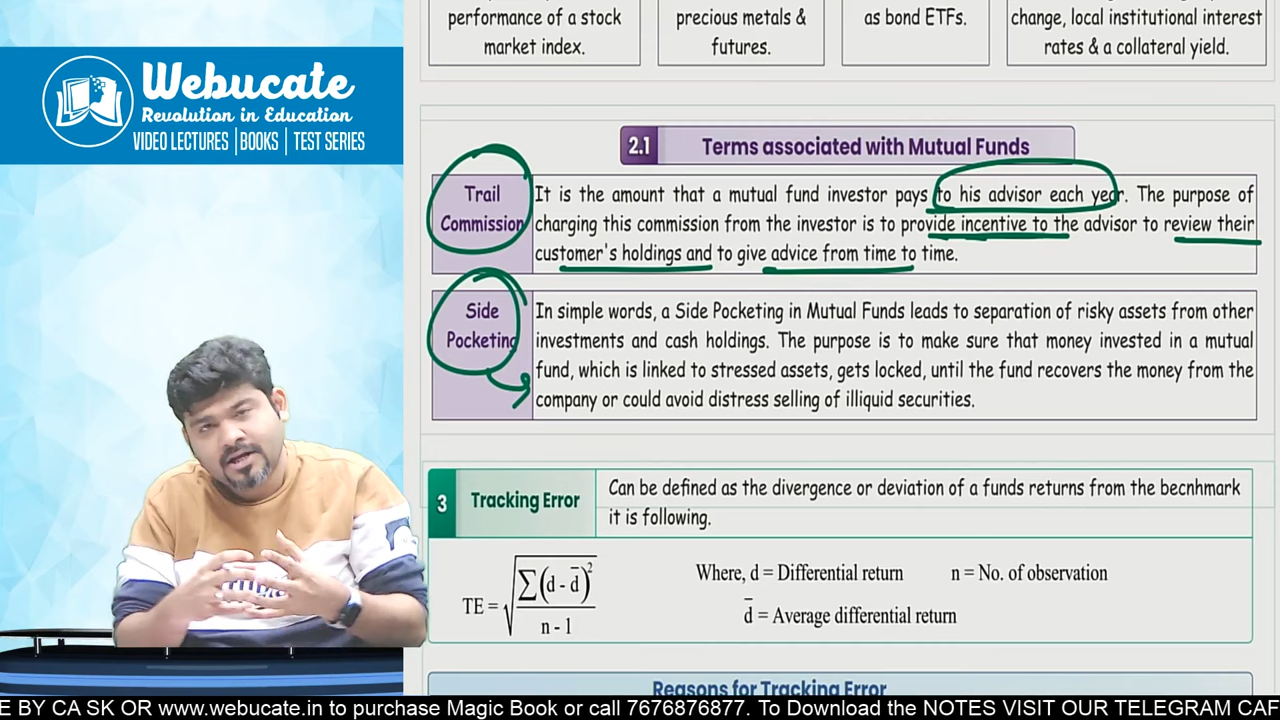 performance of a stock
market index.
precious metals &
futures.
as bond ETFs.
change, local institutional interest
rates & a collateral yield.
Webucate
Revolution in Education
VIDEO LECTURES | BOOKS | TEST SERIES
2.1 Terms associated with Mutual Funds
Trail
Commission
It is the amount that a mutual fund investor pays to his advisor each year. The purpose of
charging this commission from the investor is to provide incentive to the advisor to review their
customer's holdings and to give advice from time to time.
Side
Pocketing
In simple words, a Side Pocketing in Mutual Funds leads to separation of risky assets from other
investments and cash holdings. The purpose is to make sure that money invested in a mutual
fund, which is linked to stressed assets, gets locked, until the fund recovers the money from the
company or could avoid distress selling of illiquid securities.
3 Tracking Error
Can be defined as the divergence or deviation of a funds returns from the becnhmark
it is following.
TE = √(∑(d - d̅)² / n - 1)
Where, d = Differential return n = No. of observation
d̅ = Average differential return
Reasons for Tracking Error
E BY CA SK OR www.webucate.in to purchase Magic Book or call 7676876877. To Download the NOTES VISIT OUR TELEGRAM CAF